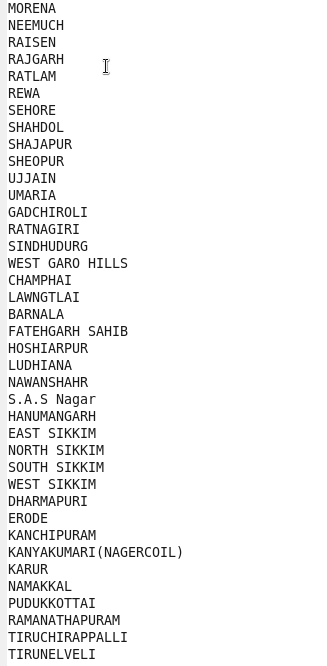 MORENA
NEEMUCH
RAISEN
RAJGARH
RATLAM
REWA
SEHORE
SHAHDOL
SHAJAPUR
SHEOPUR
UJJAIN
UMARIA
GADCHIROLI
RATNAGIRI
SINDHUDURG
WEST GARO HILLS
CHAMPHAI
LAWNGTLAI
BARNALA
FATEHGARH SAHIB
HOSHIARPUR
LUDHIANA
NAWANSHAHR
S.A.S Nagar
HANUMANGARH
EAST SIKKIM
NORTH SIKKIM
SOUTH SIKKIM
WEST SIKKIM
DHARMAPURI
ERODE
KANCHIPURAM
KANYAKUMARI(NAGERCOIL)
KARUR
NAMAKKAL
PUDUKKOTTAI
RAMANATHAPURAM
TIRUCHIRAPPALLI
TIRUNELVELI